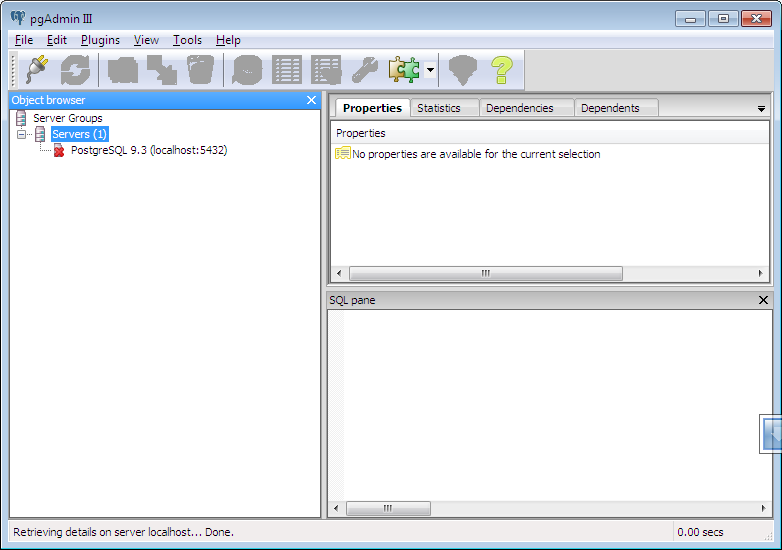 pgAdmin III
File Edit Plugins View Tools Help
Object browser
Server Groups
Servers (1)
PostgreSQL 9.3 (localhost:5432)
Properties Statistics Dependencies Dependents
Properties
No properties are available for the current selection
SQL pane
Retrieving details on server localhost... Done. 0.00 secs